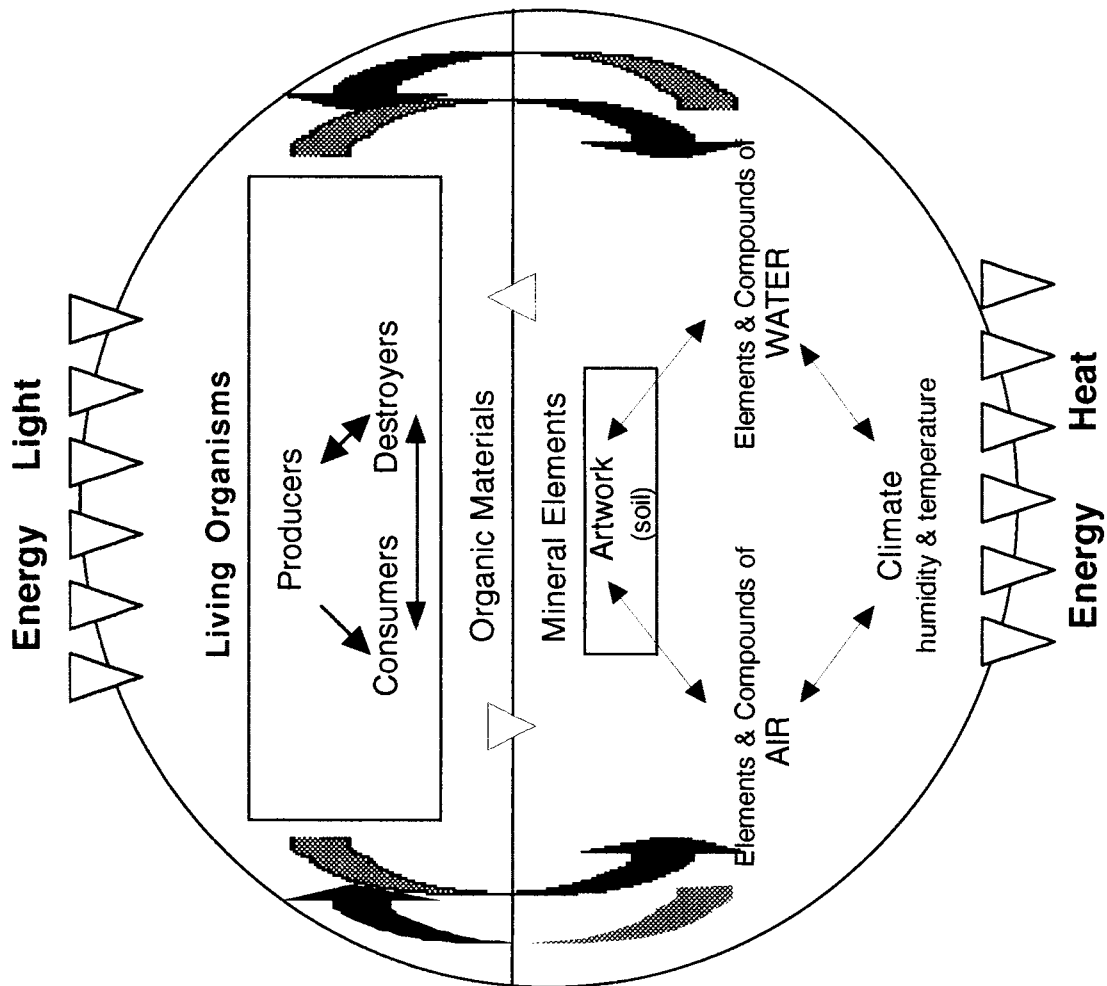 Energy Light
Living Organisms
Producers
Consumers Destroyers
Organic Materials
Mineral Elements
Artwork
(soil)
Elements & Compounds of
AIR
Elements & Compounds of
WATER
Climate
humidity & temperature
Energy Heat